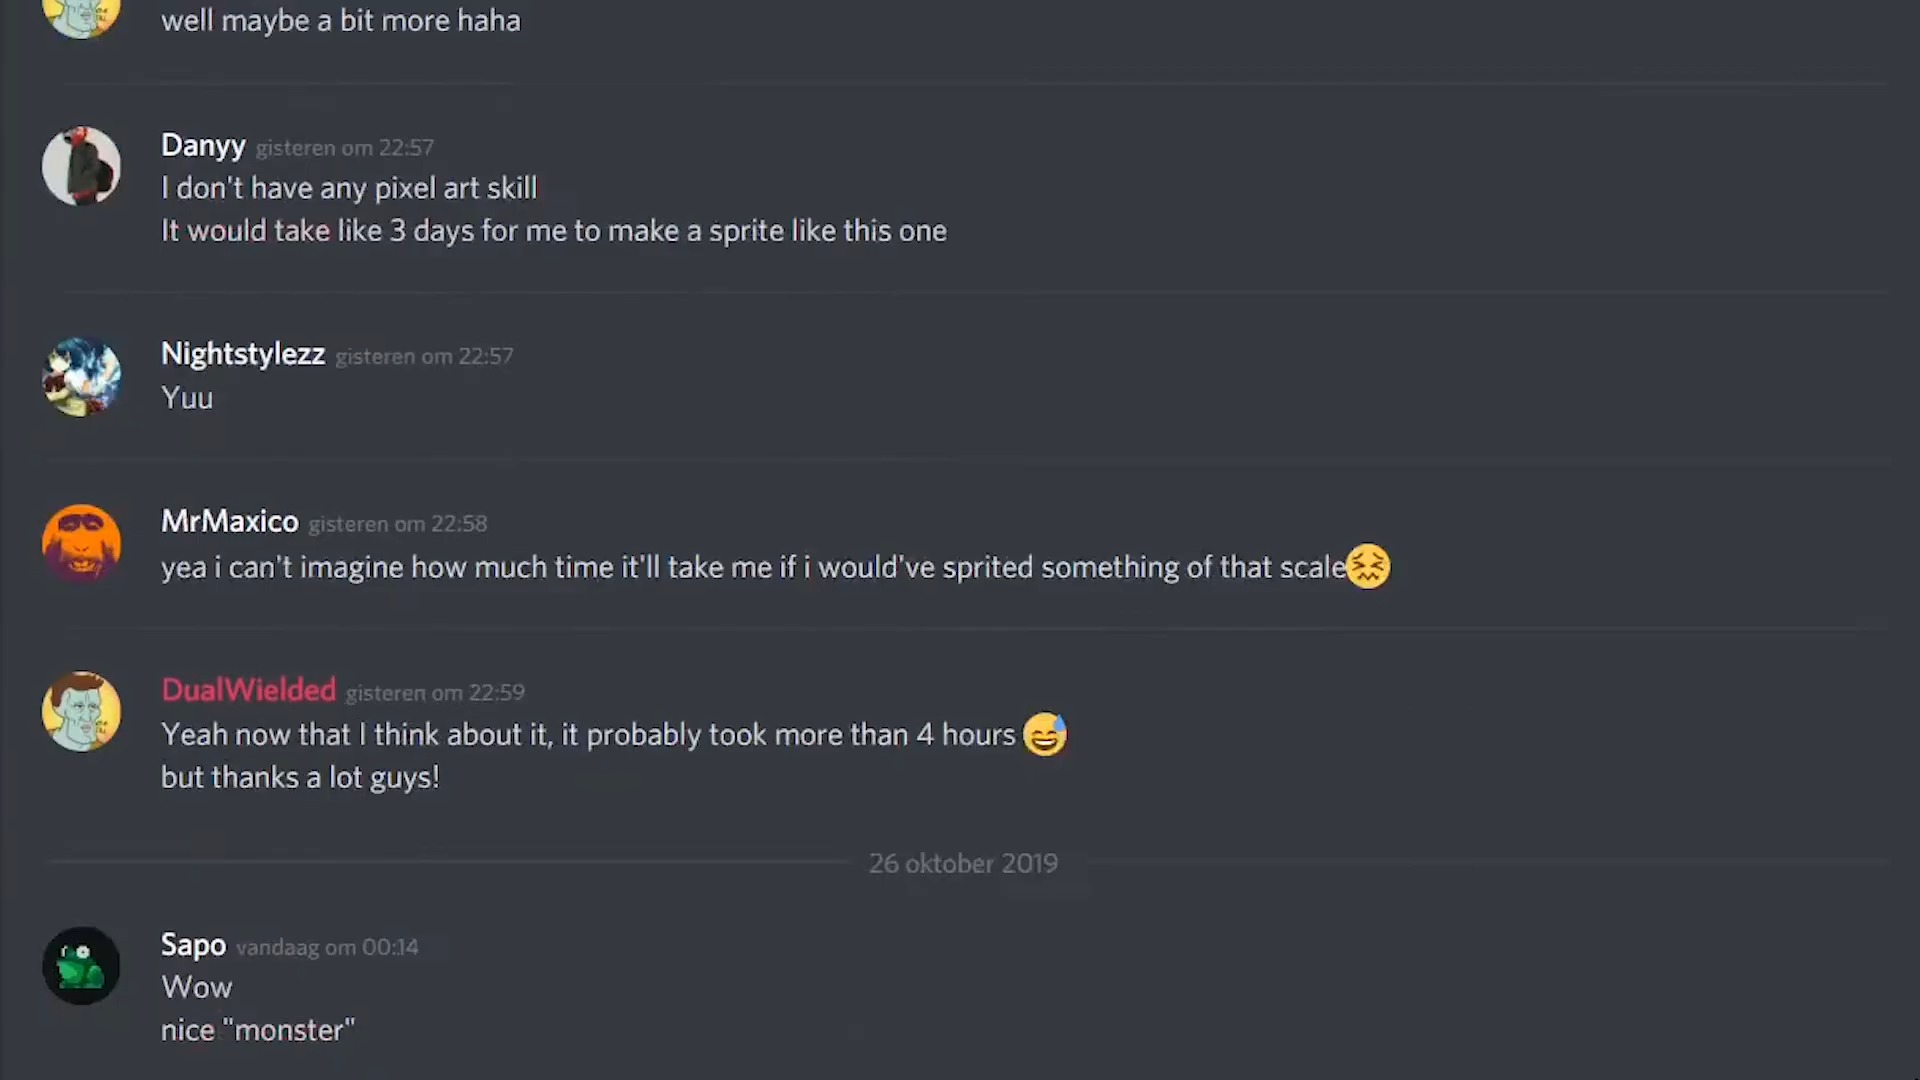 well maybe a bit more haha
Danyy gisteren om 22:57
I don't have any pixel art skill
It would take like 3 days for me to make a sprite like this one
Nightstylezz gisteren om 22:57
Yuu
MrMaxico gisteren om 22:58
yea i can't imagine how much time it'll take me if i would've sprited something of that scale
DualWielded gisteren om 22:59
Yeah now that I think about it, it probably took more than 4 hours
but thanks a lot guys!
26 oktober 2019
Sapo vandaag om 00:14
Wow
nice "monster"